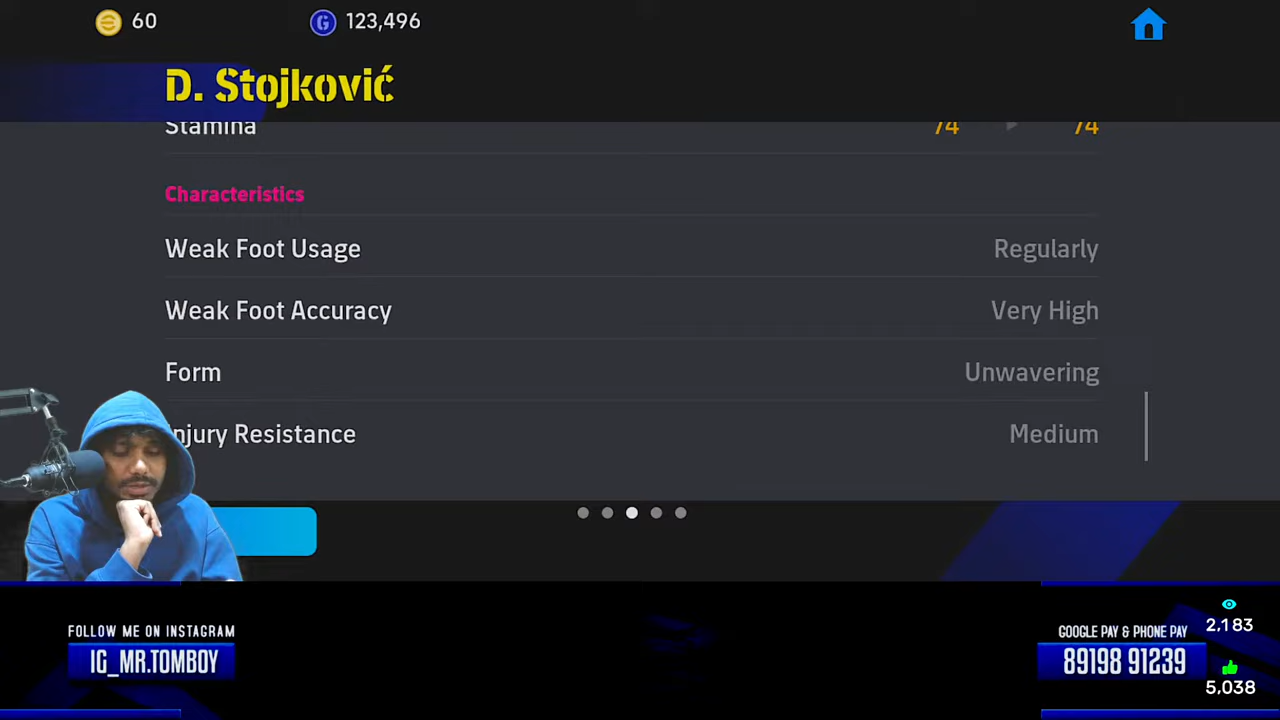 60
123,496
D. Stojković
Stamina 74 74
Characteristics
Weak Foot Usage Regularly
Weak Foot Accuracy Very High
Form Unwavering
njury Resistance Medium
FOLLOW ME ON INSTAGRAM
IG_MR.TOMBOY
GOOGLE PAY & PHONE PAY
89198 91239
2,183
5,038